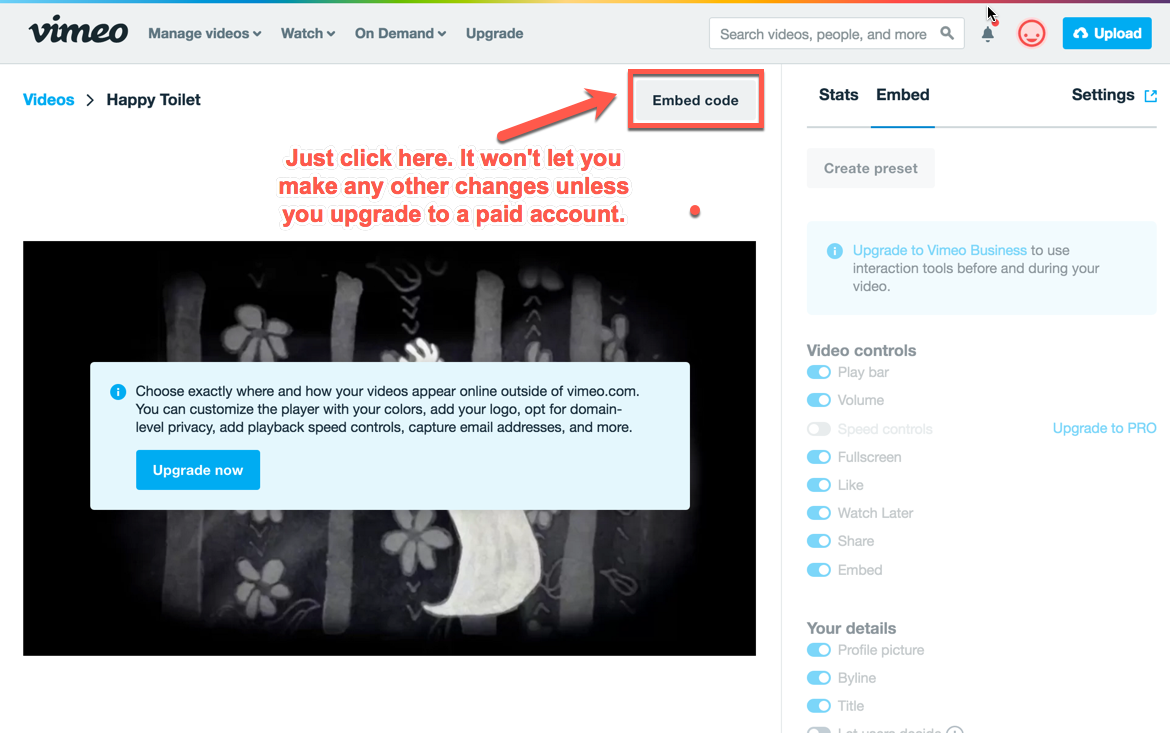 vimeo Manage videos Watch On Demand Upgrade Search videos, people, and more Upload
Videos > Happy Toilet
Embed code
Just click here. It won't let you
make any other changes unless
you upgrade to a paid account.
Choose exactly where and how your videos appear online outside of vimeo.com.
You can customize the player with your colors, add your logo, opt for domain-
level privacy, add playback speed controls, capture email addresses, and more.
Upgrade now
Stats Embed Settings
Create preset
Upgrade to Vimeo Business to use
interaction tools before and during your
video.
Video controls
Play bar
Volume
Speed controls Upgrade to PRO
Fullscreen
Like
Watch Later
Share
Embed
Your details
Profile picture
Byline
Title
Let users decide